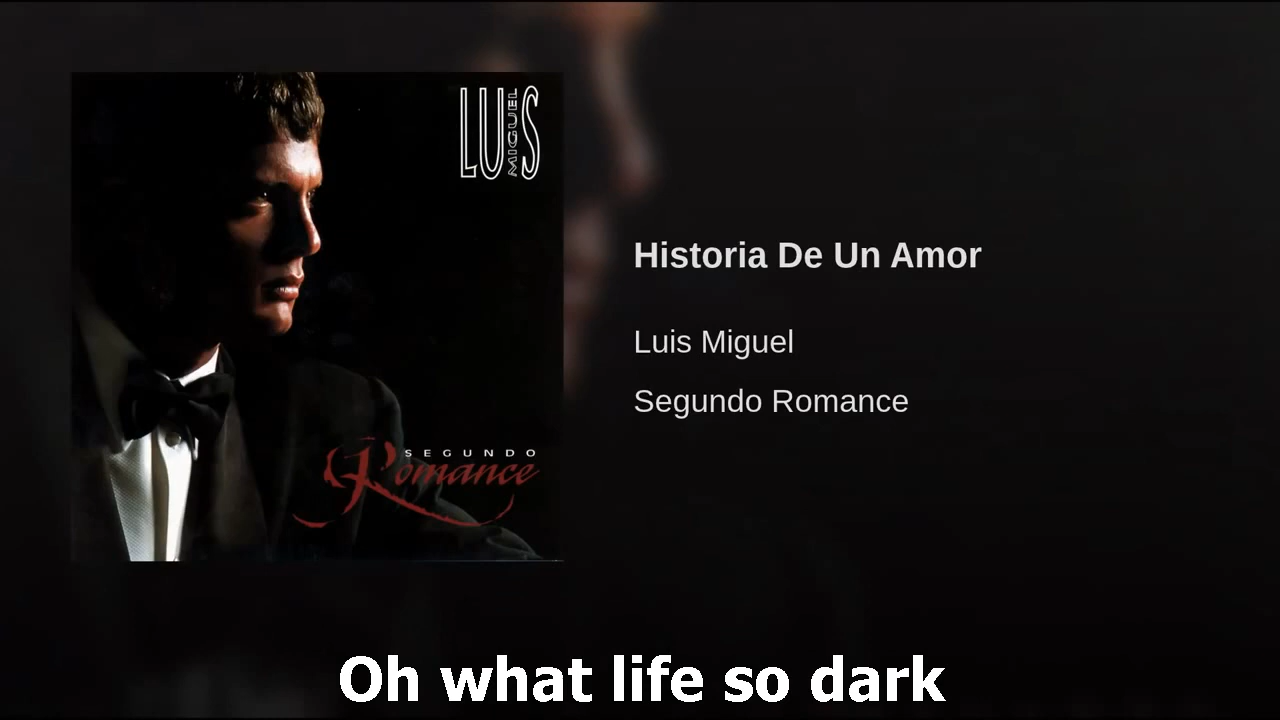 LUIS
MIGUEL
SEGUNDO
Romance
Historia De Un Amor
Luis Miguel
Segundo Romance
Oh what life so dark